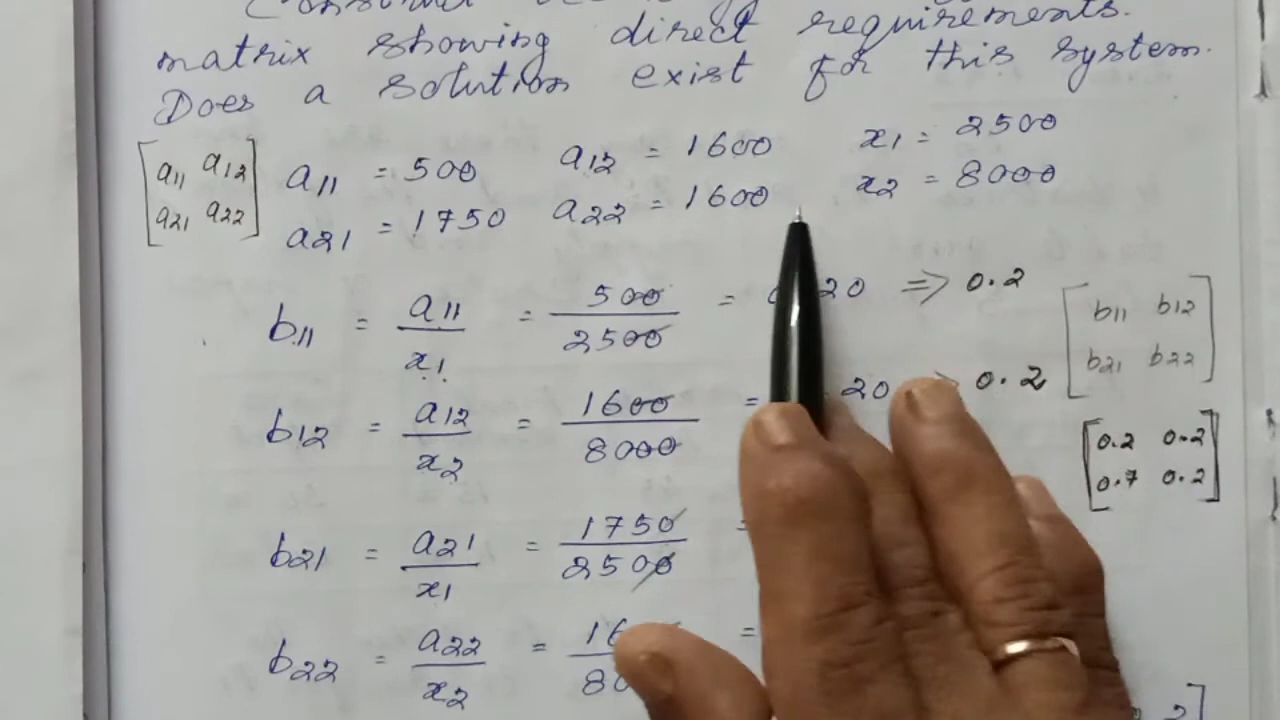 matrix showing direct requirements.
Does a solution exist for this system.
[a11 a12 a21 a22] a11 = 500 a12 = 1600 x1 = 2500
a21 = 1750 a22 = 1600 x2 = 8000
b11 = a11/x1 = 500/2500 = 20 => 0.2 [b11 b12 b21 b22]
b12 = a12/x2 = 1600/8000 = 20 0.2 [0.2 0.2 0.7 0.2]
b21 = a21/x1 = 1750/2500 =
b22 = a22/x2 = 16 / 80 =